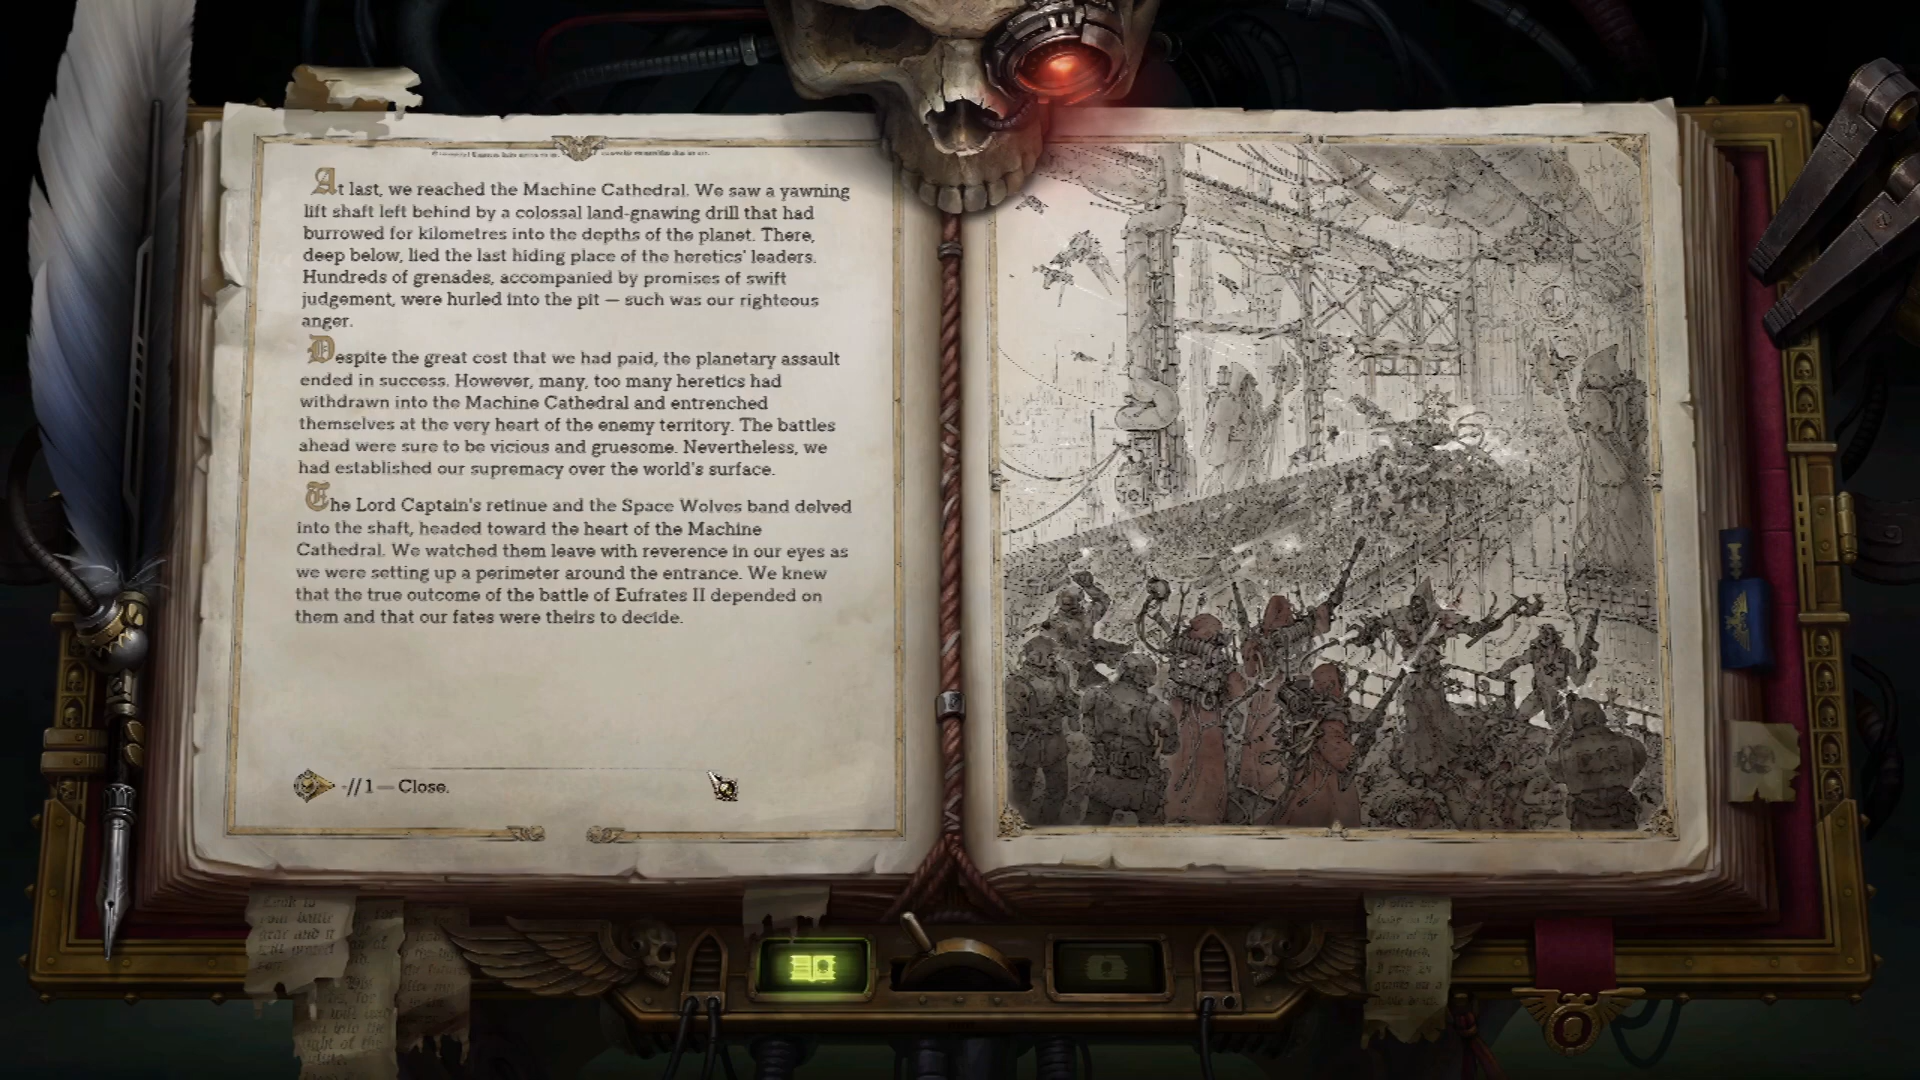 At last, we reached the Machine Cathedral. We saw a yawning
lift shaft left behind by a colossal land-gnawing drill that had
burrowed for kilometres into the depths of the planet. There,
deep below, lied the last hiding place of the heretics' leaders.
Hundreds of grenades, accompanied by promises of swift
judgement, were hurled into the pit — such was our righteous
anger.
Despite the great cost that we had paid, the planetary assault
ended in success. However, many, too many heretics had
withdrawn into the Machine Cathedral and entrenched
themselves at the very heart of the enemy territory. The battles
ahead were sure to be vicious and gruesome. Nevertheless, we
had established our supremacy over the world's surface.
The Lord Captain's retinue and the Space Wolves band delved
into the shaft, headed toward the heart of the Machine
Cathedral. We watched them leave with reverence in our eyes as
we were setting up a perimeter around the entrance. We knew
that the true outcome of the battle of Eufrates II depended on
them and that our fates were theirs to decide.
-// 1 — Close.